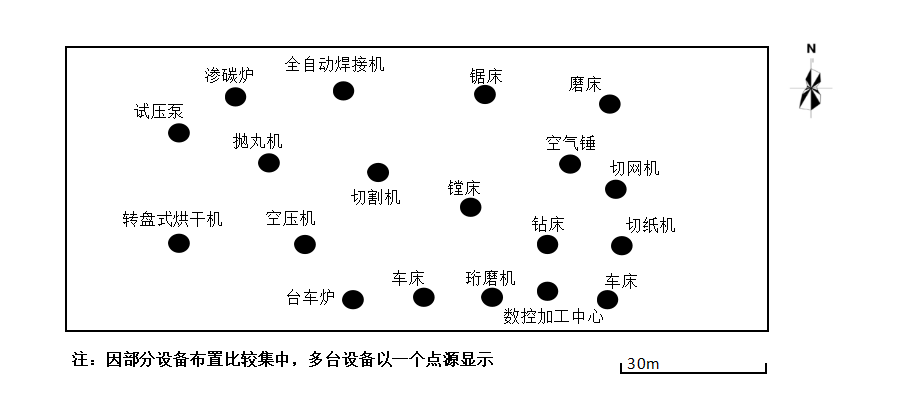 N
全自动焊接机
渗碳炉
锯床
磨床
试压泵
抛丸机
空气锤
切网机
切割机
镗床
转盘式烘干机
空压机
钻床
切纸机
车床
珩磨机
车床
台车炉
数控加工中心
注：因部分设备布置比较集中，多台设备以一个点源显示
30m